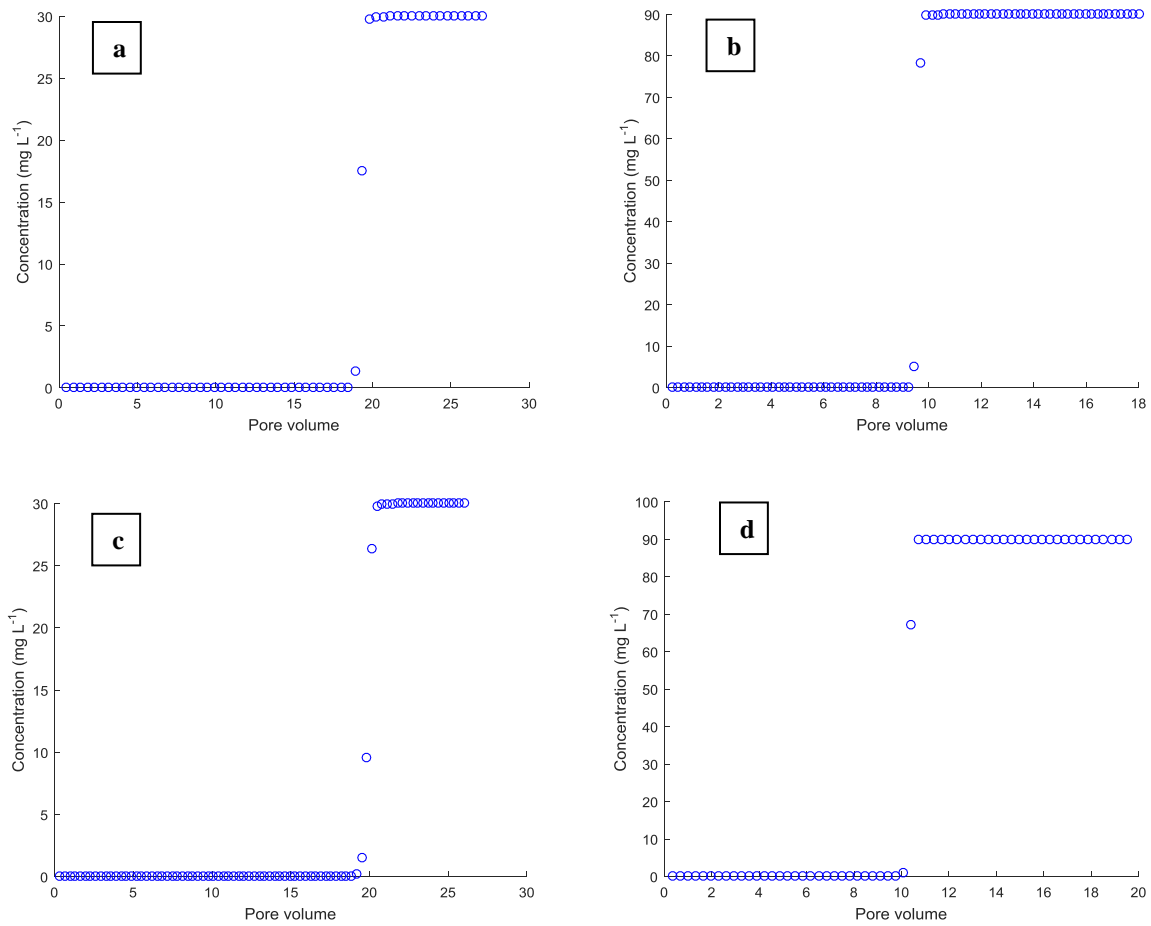 a
30
25
20
15
10
5
0
Concentration (mg L-1)
0 5 10 15 20 25 30
Pore volume
b
90
80
70
60
50
40
30
20
10
0
Concentration (mg L-1)
0 2 4 6 8 10 12 14 16 18
Pore volume
c
30
25
20
15
10
5
0
Concentration (mg L-1)
0 5 10 15 20 25 30
Pore volume
d
100
90
80
70
60
50
40
30
20
10
0
Concentration (mg L-1)
0 2 4 6 8 10 12 14 16 18 20
Pore volume